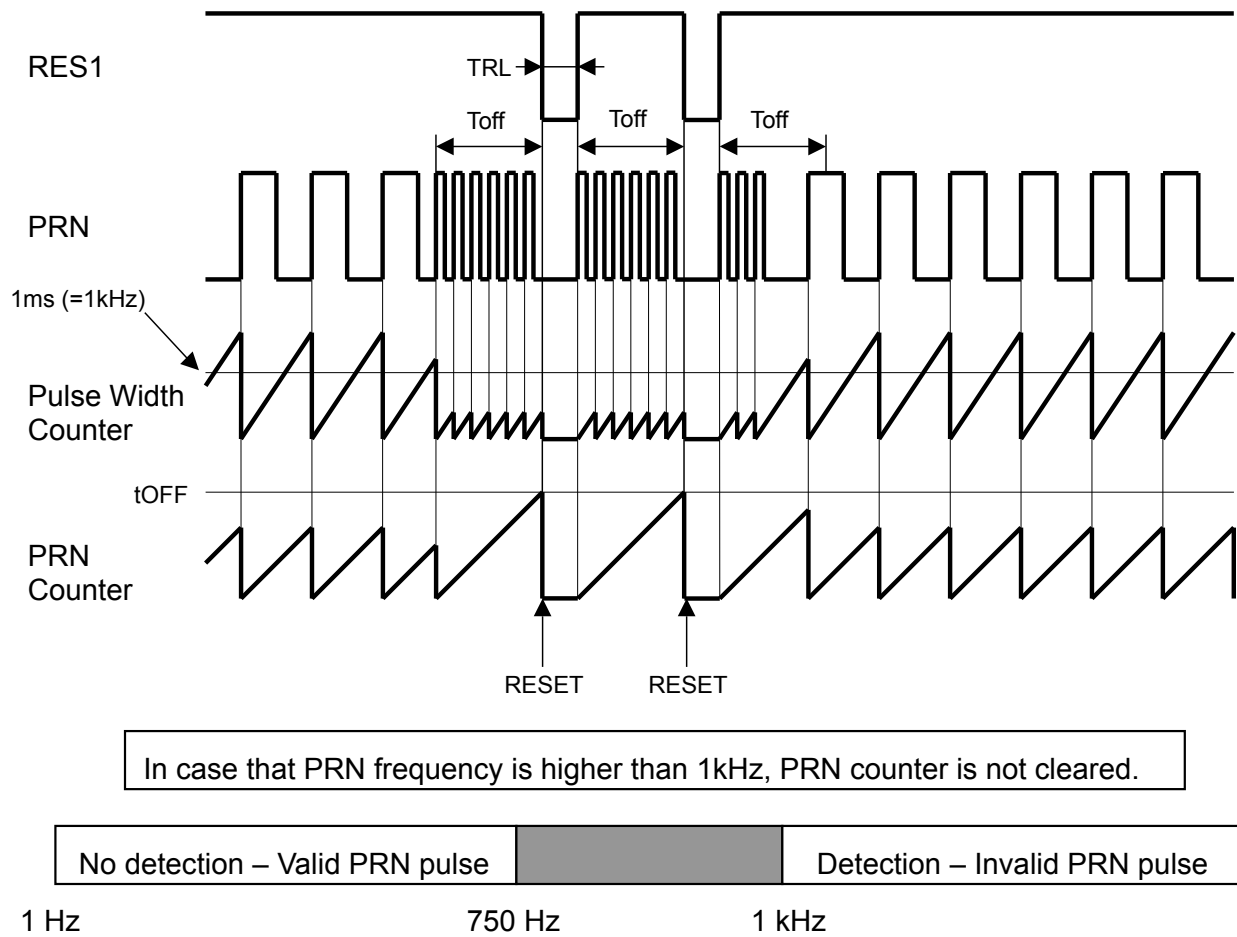 RES1
TRL
Toff
Toff
Toff
PRN
1ms (=1kHz)
Pulse Width
Counter
tOFF
PRN
Counter
RESET
RESET
In case that PRN frequency is higher than 1kHz, PRN counter is not cleared.
No detection – Valid PRN pulse
Detection – Invalid PRN pulse
1 Hz
750 Hz
1 kHz